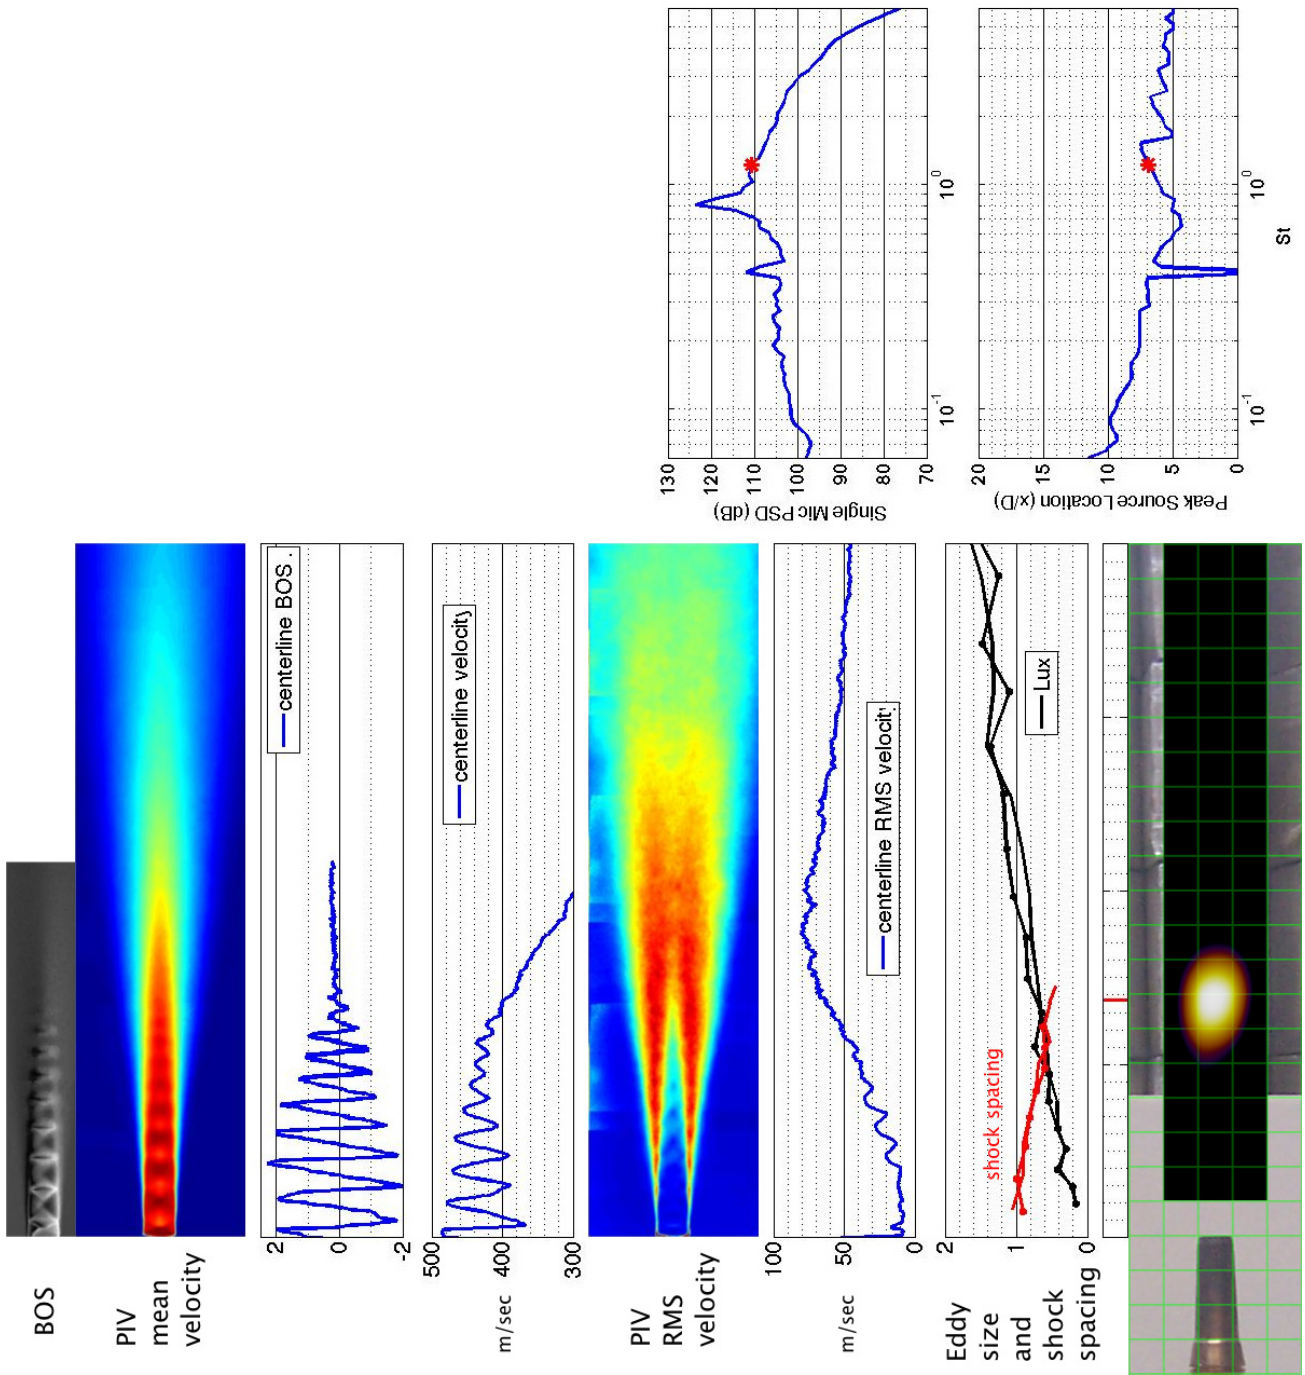 BOS
PIV
mean
velocity
centerline BOS.
2
0
-2
centerline velocity
500
400
300
m/sec
PIV
RMS
velocity
centerline RMS velocity
100
50
0
m/sec
Eddy
size
and
shock
spacing
2
1
0
shock spacing
Lux
130
120
110
100
90
80
70
Single Mic PSD (dB)
10-1
100
20
15
10
5
0
Peak Source Location (x/D)
10-1
100
St